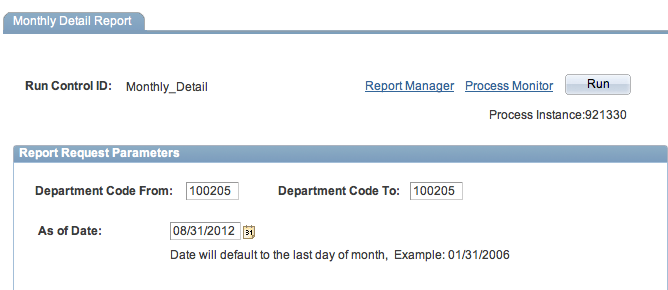 Monthly Detail Report
Run Control ID: Monthly_Detail Report Manager Process Monitor Run
Process Instance:921330
Report Request Parameters
Department Code From: 100205 Department Code To: 100205
As of Date: 08/31/2012 31
Date will default to the last day of month, Example: 01/31/2006